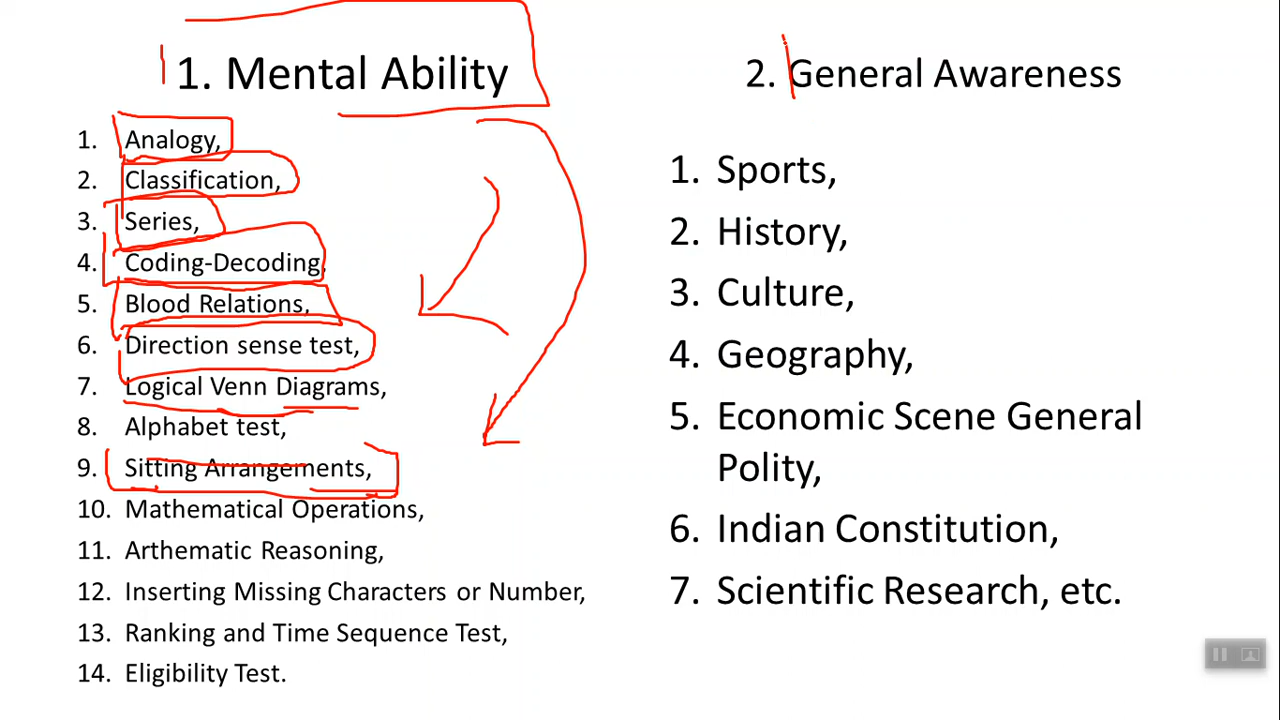 1. Mental Ability
1. Analogy,
2. Classification,
3. Series,
4. Coding-Decoding,
5. Blood Relations,
6. Direction sense test,
7. Logical Venn Diagrams,
8. Alphabet test,
9. Sitting Arrangements,
10. Mathematical Operations,
11. Arthematic Reasoning,
12. Inserting Missing Characters or Number,
13. Ranking and Time Sequence Test,
14. Eligibility Test.
2. General Awareness
1. Sports,
2. History,
3. Culture,
4. Geography,
5. Economic Scene General
Polity,
6. Indian Constitution,
7. Scientific Research, etc.